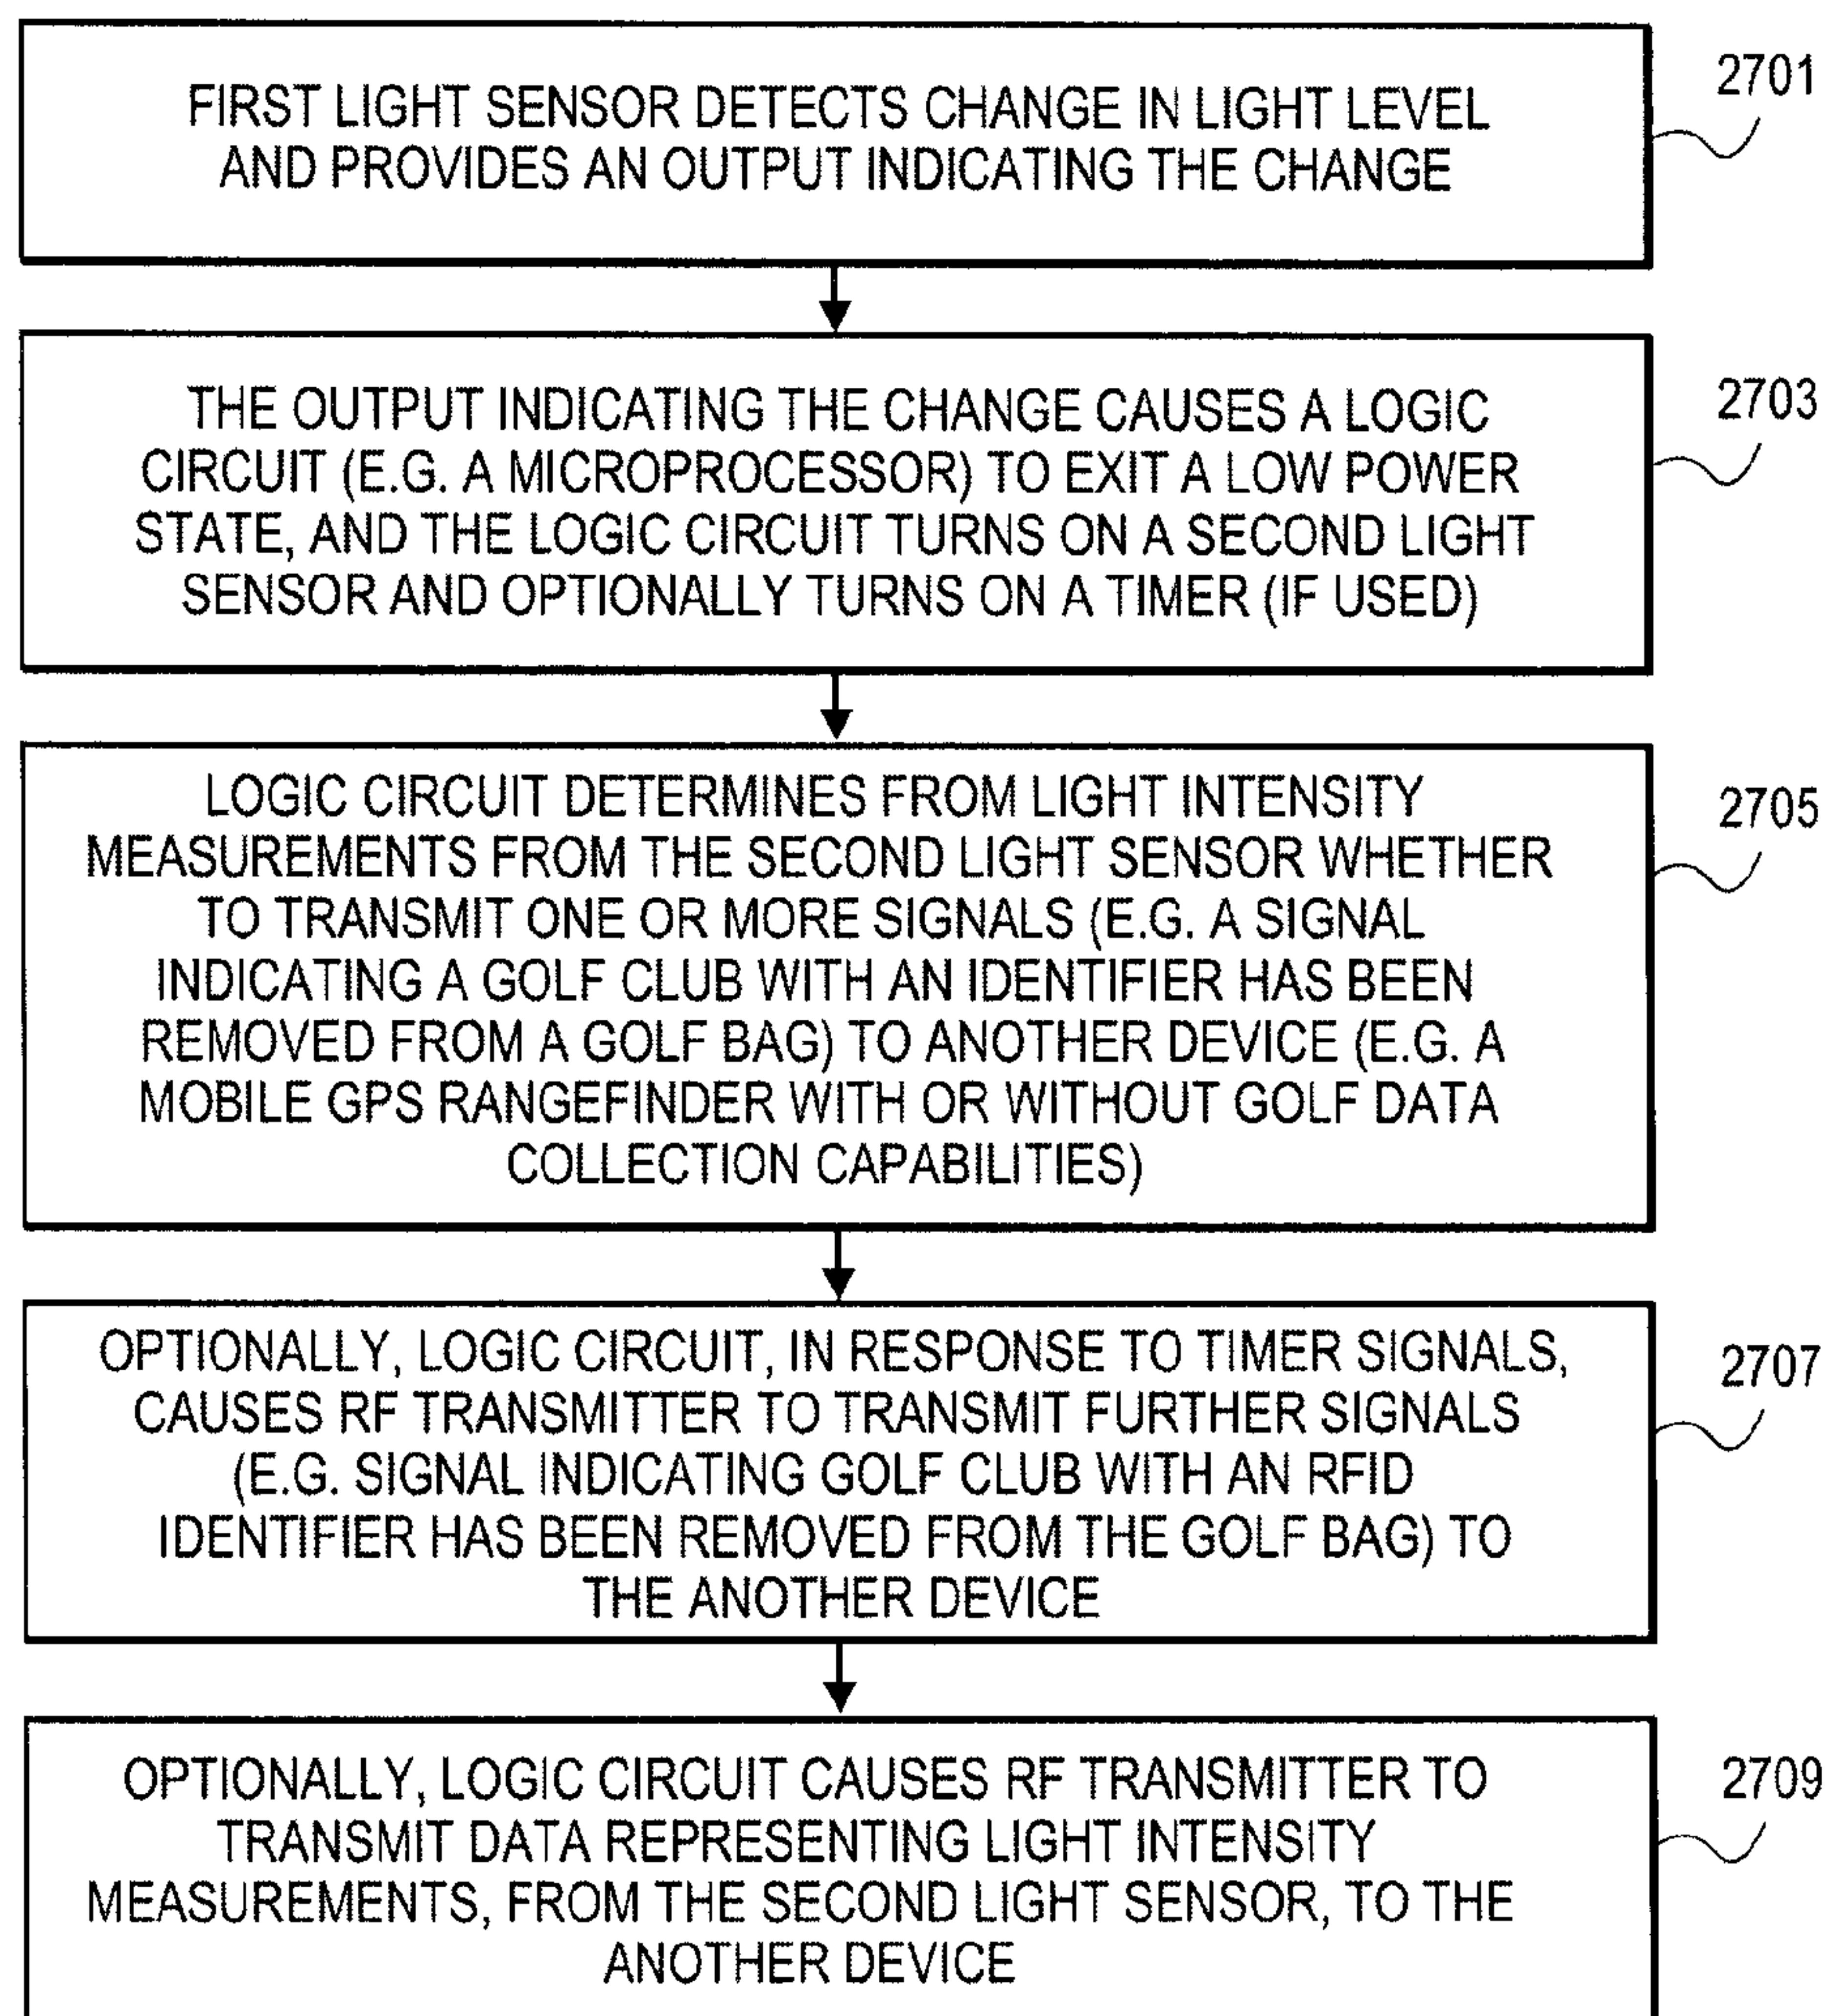 FIRST LIGHT SENSOR DETECTS CHANGE IN LIGHT LEVEL
AND PROVIDES AN OUTPUT INDICATING THE CHANGE
2701
THE OUTPUT INDICATING THE CHANGE CAUSES A LOGIC
CIRCUIT (E.G. A MICROPROCESSOR) TO EXIT A LOW POWER
STATE, AND THE LOGIC CIRCUIT TURNS ON A SECOND LIGHT
SENSOR AND OPTIONALLY TURNS ON A TIMER (IF USED)
2703
LOGIC CIRCUIT DETERMINES FROM LIGHT INTENSITY
MEASUREMENTS FROM THE SECOND LIGHT SENSOR WHETHER
TO TRANSMIT ONE OR MORE SIGNALS (E.G. A SIGNAL
INDICATING A GOLF CLUB WITH AN IDENTIFIER HAS BEEN
REMOVED FROM A GOLF BAG) TO ANOTHER DEVICE (E.G. A
MOBILE GPS RANGEFINDER WITH OR WITHOUT GOLF DATA
COLLECTION CAPABILITIES)
2705
OPTIONALLY, LOGIC CIRCUIT, IN RESPONSE TO TIMER SIGNALS,
CAUSES RF TRANSMITTER TO TRANSMIT FURTHER SIGNALS
(E.G. SIGNAL INDICATING GOLF CLUB WITH AN RFID
IDENTIFIER HAS BEEN REMOVED FROM THE GOLF BAG) TO
THE ANOTHER DEVICE
2707
OPTIONALLY, LOGIC CIRCUIT CAUSES RF TRANSMITTER TO
TRANSMIT DATA REPRESENTING LIGHT INTENSITY
MEASUREMENTS, FROM THE SECOND LIGHT SENSOR, TO THE
ANOTHER DEVICE
2709